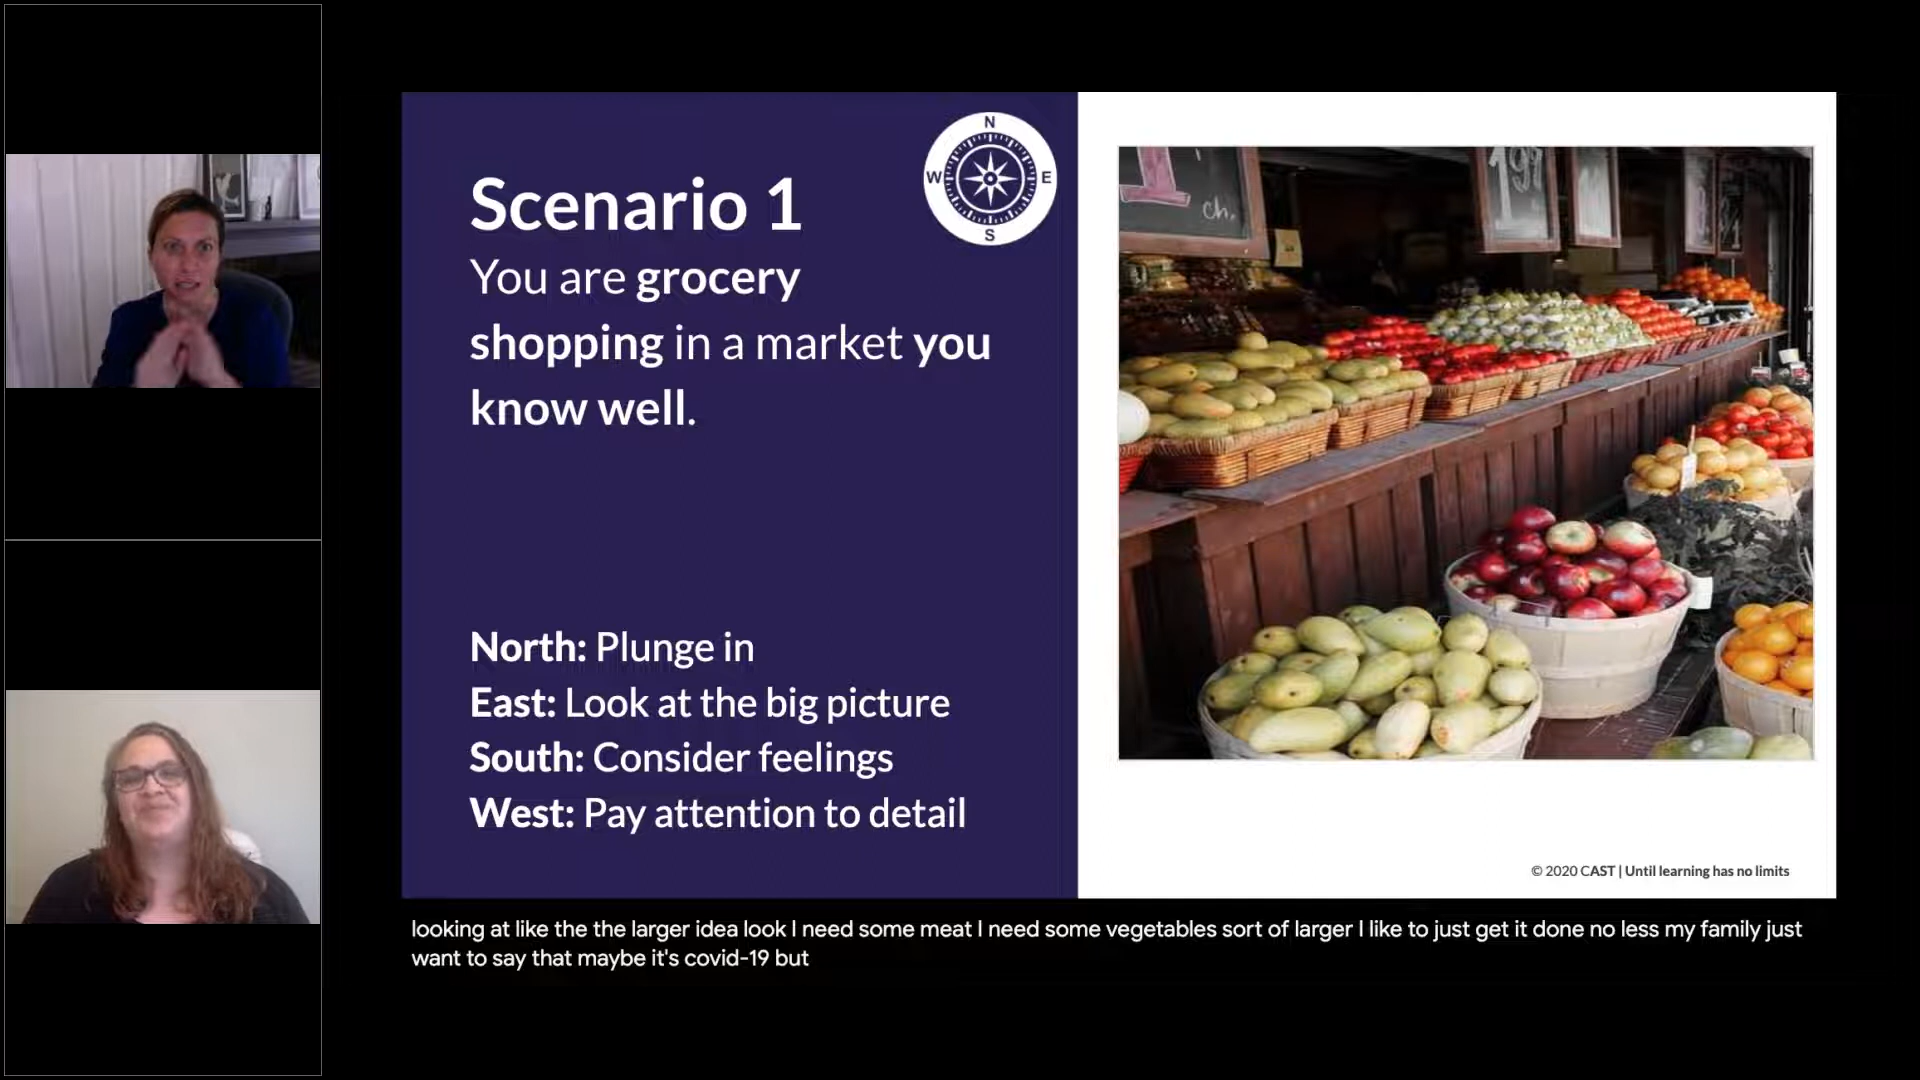 Scenario 1
You are grocery
shopping in a market you
know well.
N
W
E
S
North: Plunge in
East: Look at the big picture
South: Consider feelings
West: Pay attention to detail
ch.
© 2020 CAST | Until learning has no limits
looking at like the the larger idea look I need some meat I need some vegetables sort of larger I like to just get it done no less my family just
want to say that maybe it's covid-19 but